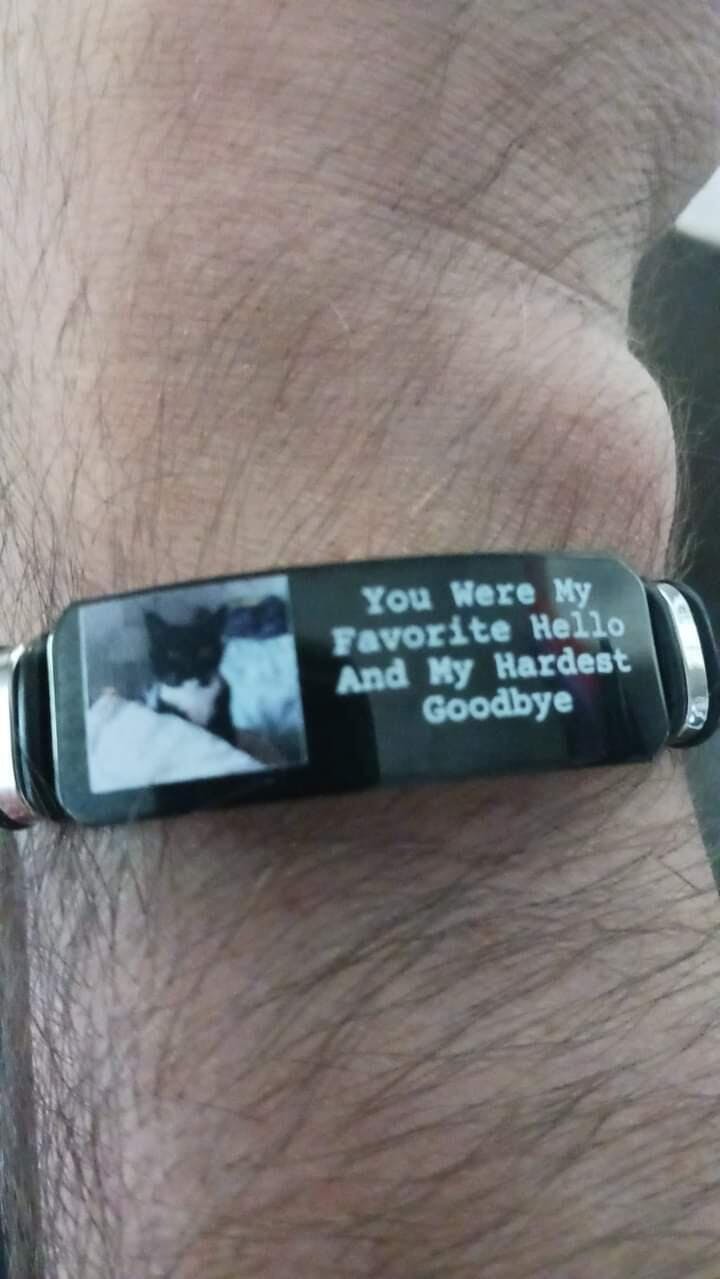 You Were My
Favorite Hello
And My Hardest
Goodbye